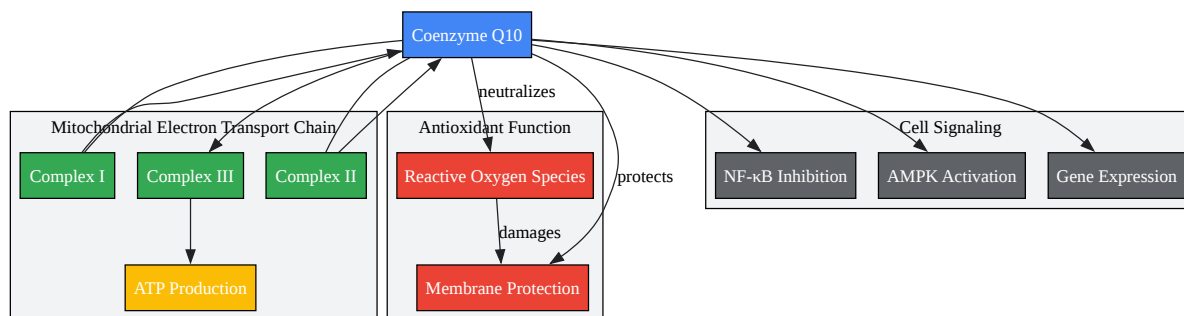 Coenzyme Q10
neutralizes
Mitochondrial Electron Transport Chain
Antioxidant Function
Cell Signaling
Complex I
Complex III
Complex II
Reactive Oxygen Species
protects
NF-κB Inhibition
AMPK Activation
Gene Expression
damages
ATP Production
Membrane Protection